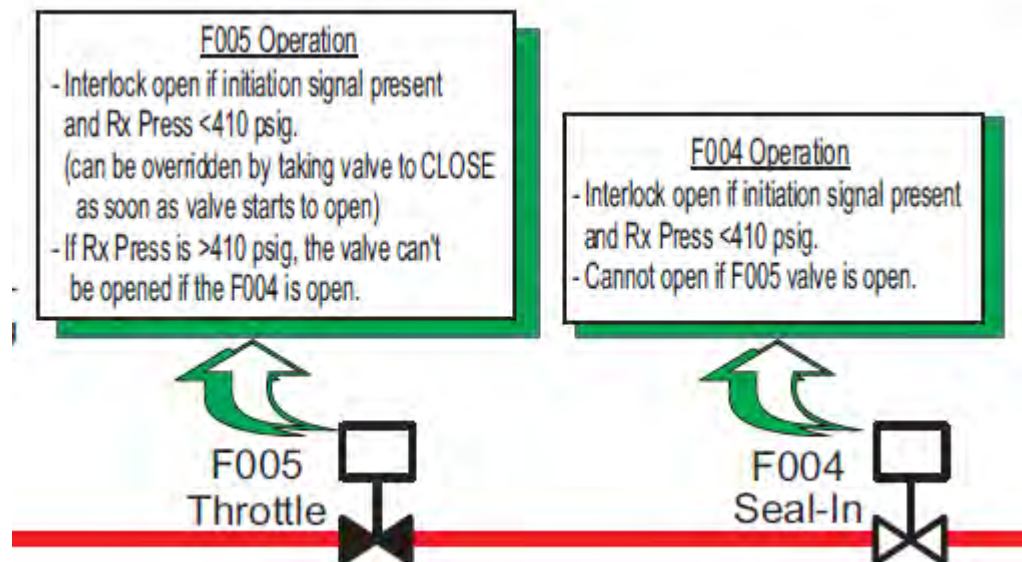 F005 Operation
- Interlock open if initiation signal present
and Rx Press <410 psig.
(can be overridden by taking valve to CLOSE
as soon as valve starts to open)
- If Rx Press is >410 psig, the valve can't
be opened if the F004 is open.
F004 Operation
- Interlock open if initiation signal present
and Rx Press <410 psig.
- Cannot open if F005 valve is open.
F005
Throttle
F004
Seal-In